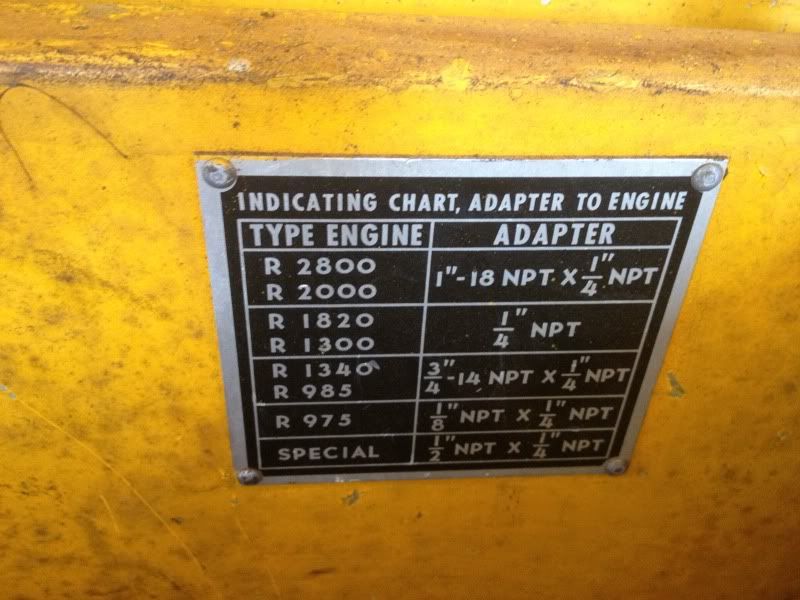 INDICATING CHART, ADAPTER TO ENGINE
TYPE ENGINE ADAPTER
R 2800
R 2000
1"-18 NPT X 1/4" NPT
R 1820
R 1300
1/4" NPT
R 1340
R 985
3/4"-14 NPT X 1/4" NPT
R 975 1/8" NPT X 1/4" NPT
SPECIAL 1/2" NPT X 1/4" NPT